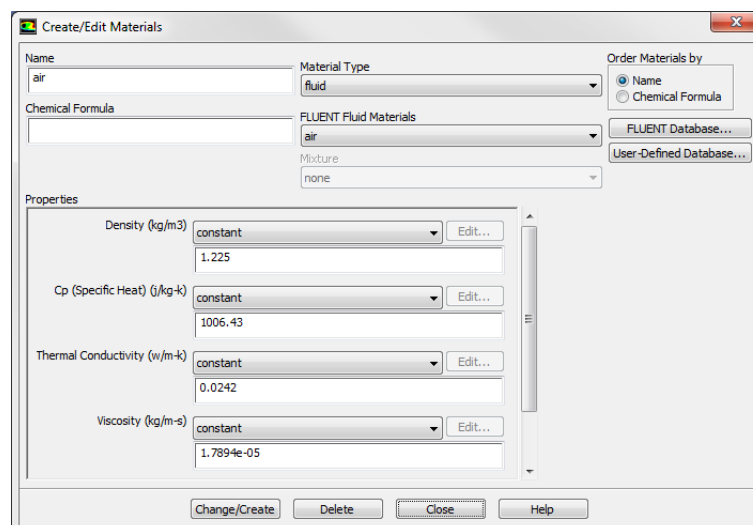 Create/Edit Materials
Name
air
Chemical Formula
Material Type
fluid
FLUENT Fluid Materials
air
Mixture
none
Order Materials by
Name
Chemical Formula
FLUENT Database...
User-Defined Database...
Properties
Density (kg/m3)
constant
Edit...
1.225
Cp (Specific Heat) (j/kg-k)
constant
Edit...
1006.43
Thermal Conductivity (w/m-k)
constant
Edit...
0.0242
Viscosity (kg/m-s)
constant
Edit...
1.7894e-05
Change/Create
Delete
Close
Help